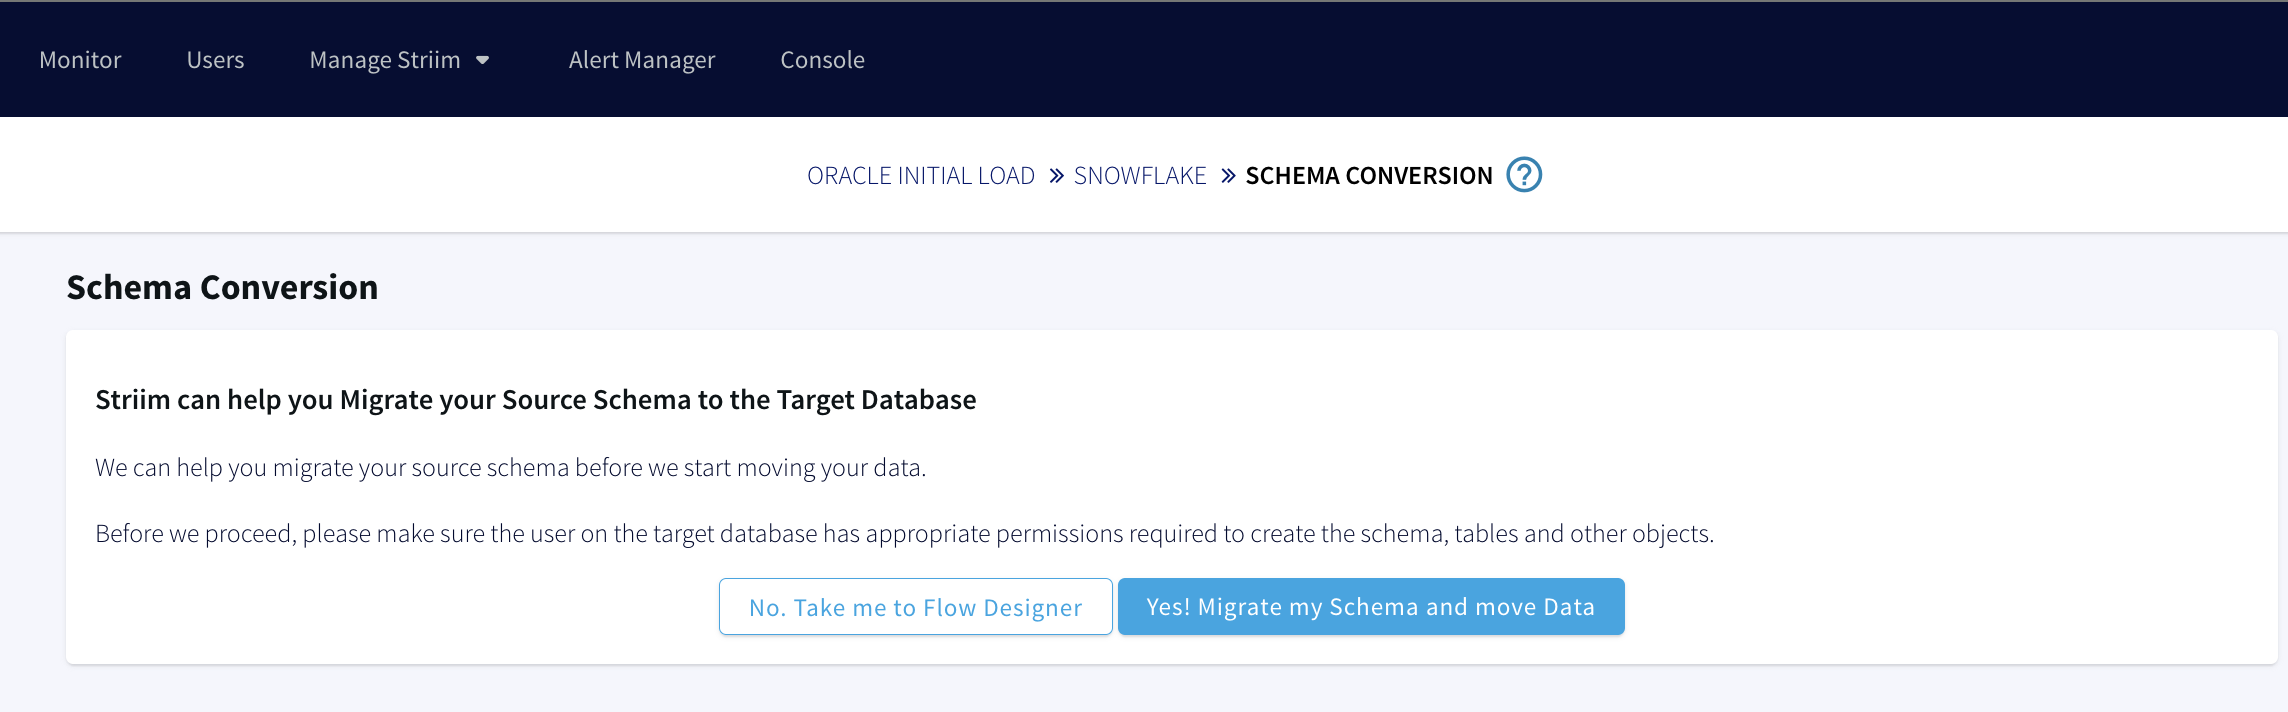 Monitor Users Manage Striim Alert Manager Console
ORACLE INITIAL LOAD » SNOWFLAKE » SCHEMA CONVERSION ?
Schema Conversion
Striim can help you Migrate your Source Schema to the Target Database
We can help you migrate your source schema before we start moving your data.
Before we proceed, please make sure the user on the target database has appropriate permissions required to create the schema, tables and other objects.
No. Take me to Flow Designer Yes! Migrate my Schema and move Data